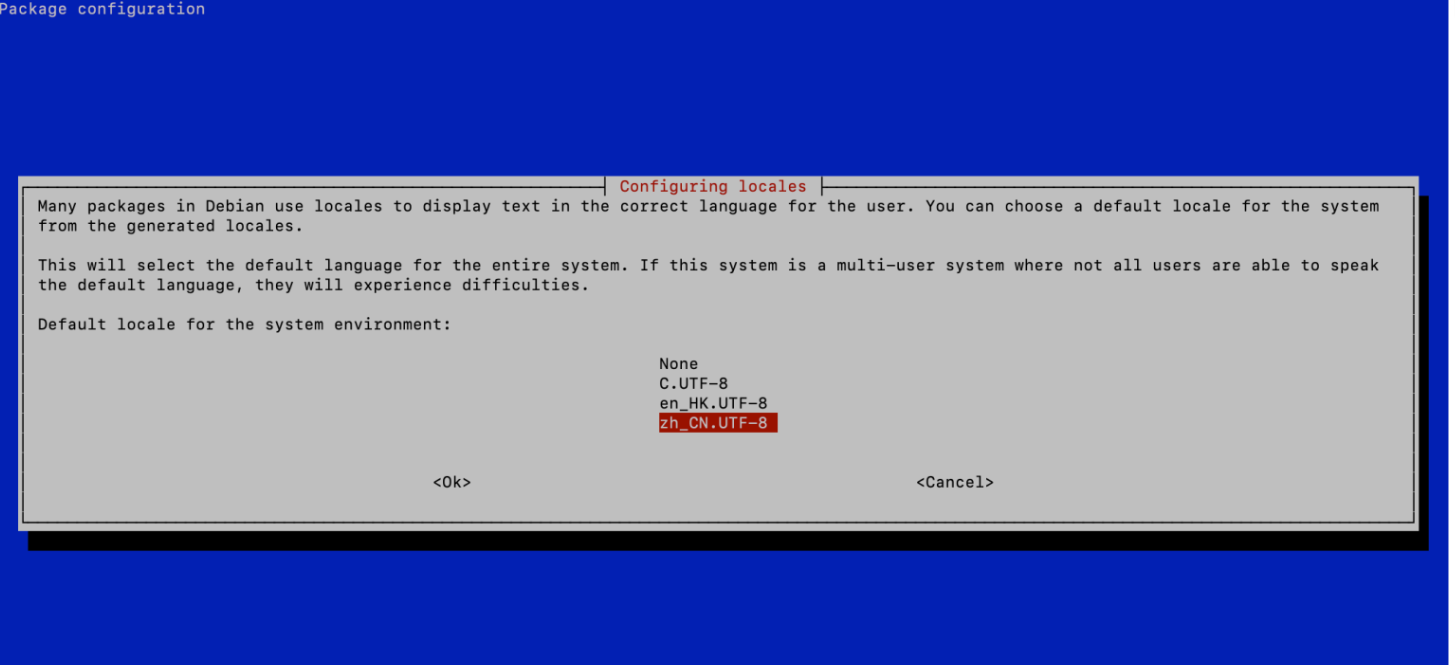 Package configuration
Configuring locales
Many packages in Debian use locales to display text in the correct language for the user. You can choose a default locale for the system
from the generated locales.
This will select the default language for the entire system. If this system is a multi-user system where not all users are able to speak
the default language, they will experience difficulties.
Default locale for the system environment:
None
C.UTF-8
en_HK.UTF-8
zh_CN.UTF-8
<Ok> <Cancel>